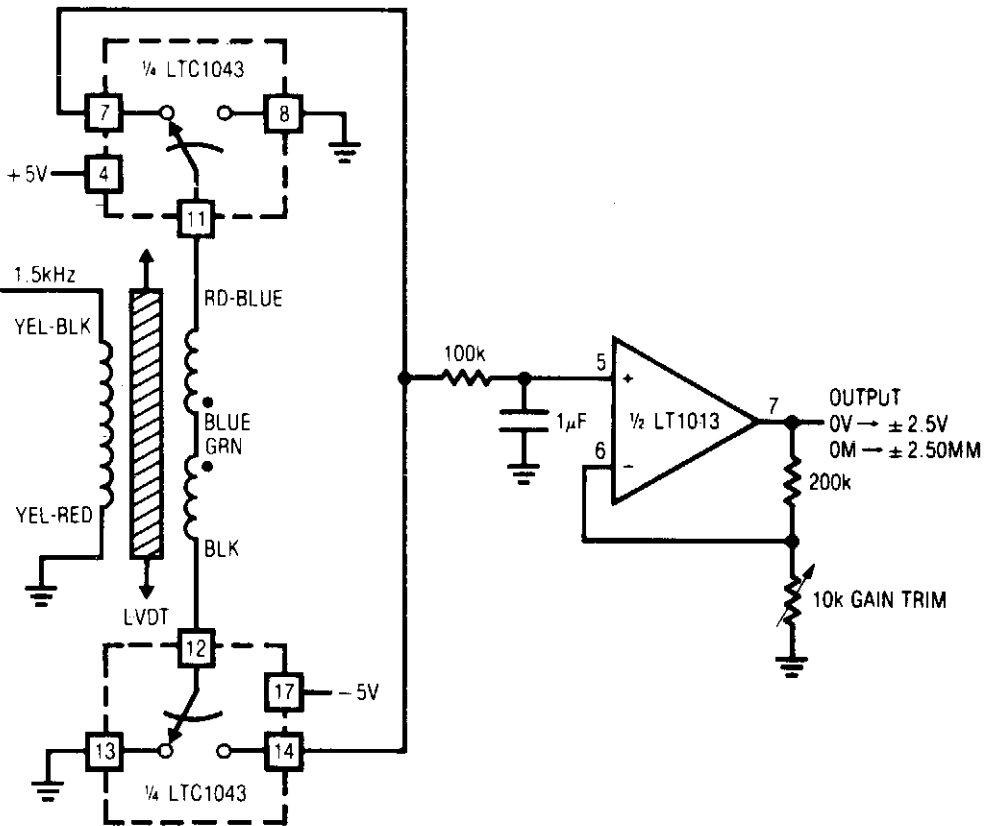 ¼ LTC1043
7
8
+5V
4
11
1.5kHz
RD-BLUE
YEL-BLK
100k
5
+
7
OUTPUT
0V → ± 2.5V
0M → ± 2.50MM
BLUE
GRN
1µF
½ LT1013
6
−
200k
YEL-RED
BLK
10k GAIN TRIM
LVDT
12
17
−5V
13
14
¼ LTC1043